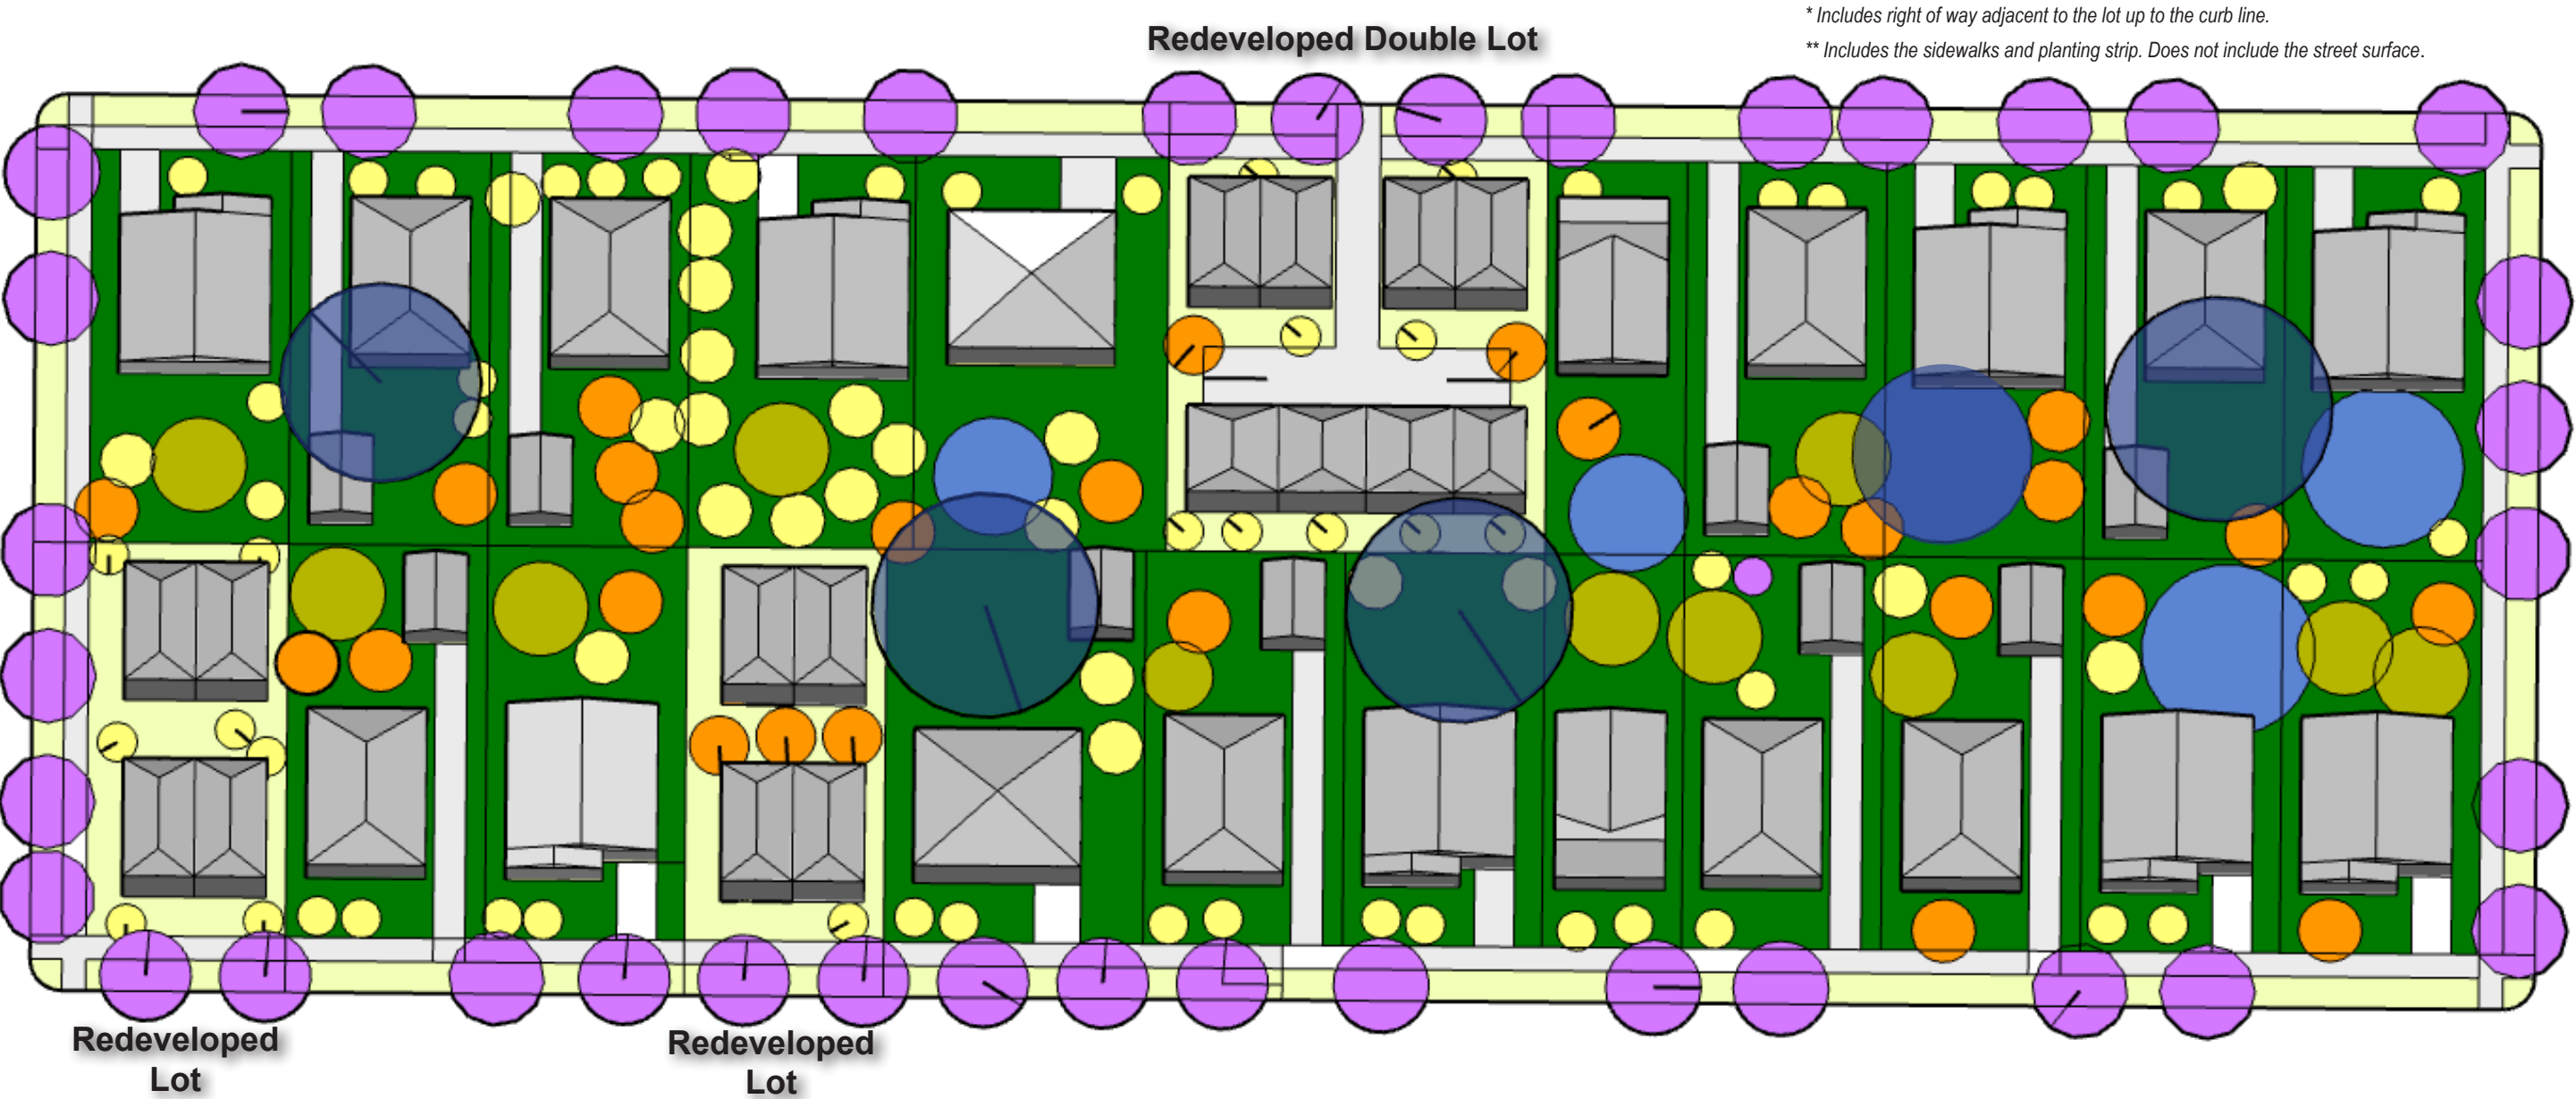 * Includes right of way adjacent to the lot up to the curb line.
Redeveloped Double Lot
** Includes the sidewalks and planting strip. Does not include the street surface.
Redeveloped
Lot
Redeveloped
Lot